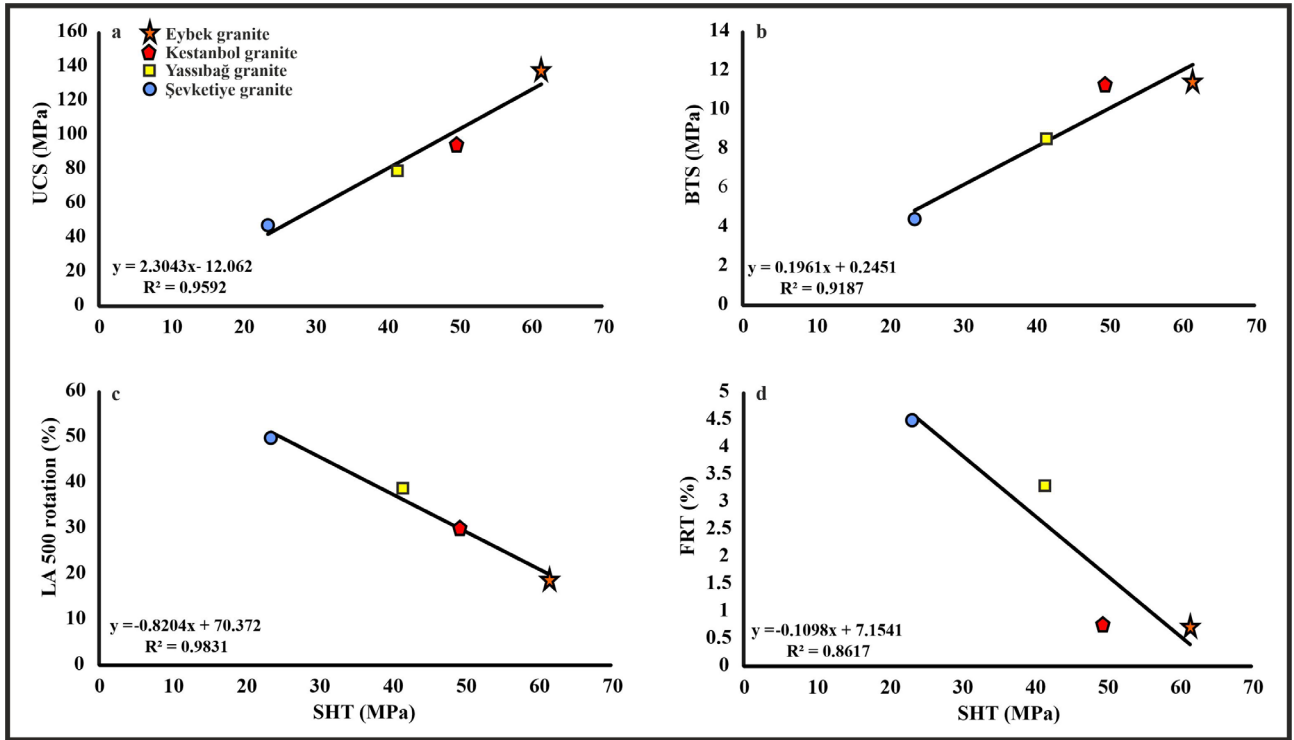 a
Eybek granite
Kestanbol granite
Yassıbağ granite
Şevketiye granite
UCS (MPa)
160
140
120
100
80
60
40
20
0
y = 2.3043x- 12.062
R² = 0.9592
0 10 20 30 40 50 60 70
b
BTS (MPa)
14
12
10
8
6
4
2
0
y = 0.1961x + 0.2451
R² = 0.9187
0 10 20 30 40 50 60 70
c
LA 500 rotation (%)
60
50
40
30
20
10
0
y =-0.8204x + 70.372
R² = 0.9831
0 10 20 30 40 50 60 70
SHT (MPa)
d
FRT (%)
5
4.5
4
3.5
3
2.5
2
1.5
1
0.5
0
y =-0.1098x + 7.1541
R² = 0.8617
0 10 20 30 40 50 60 70
SHT (MPa)